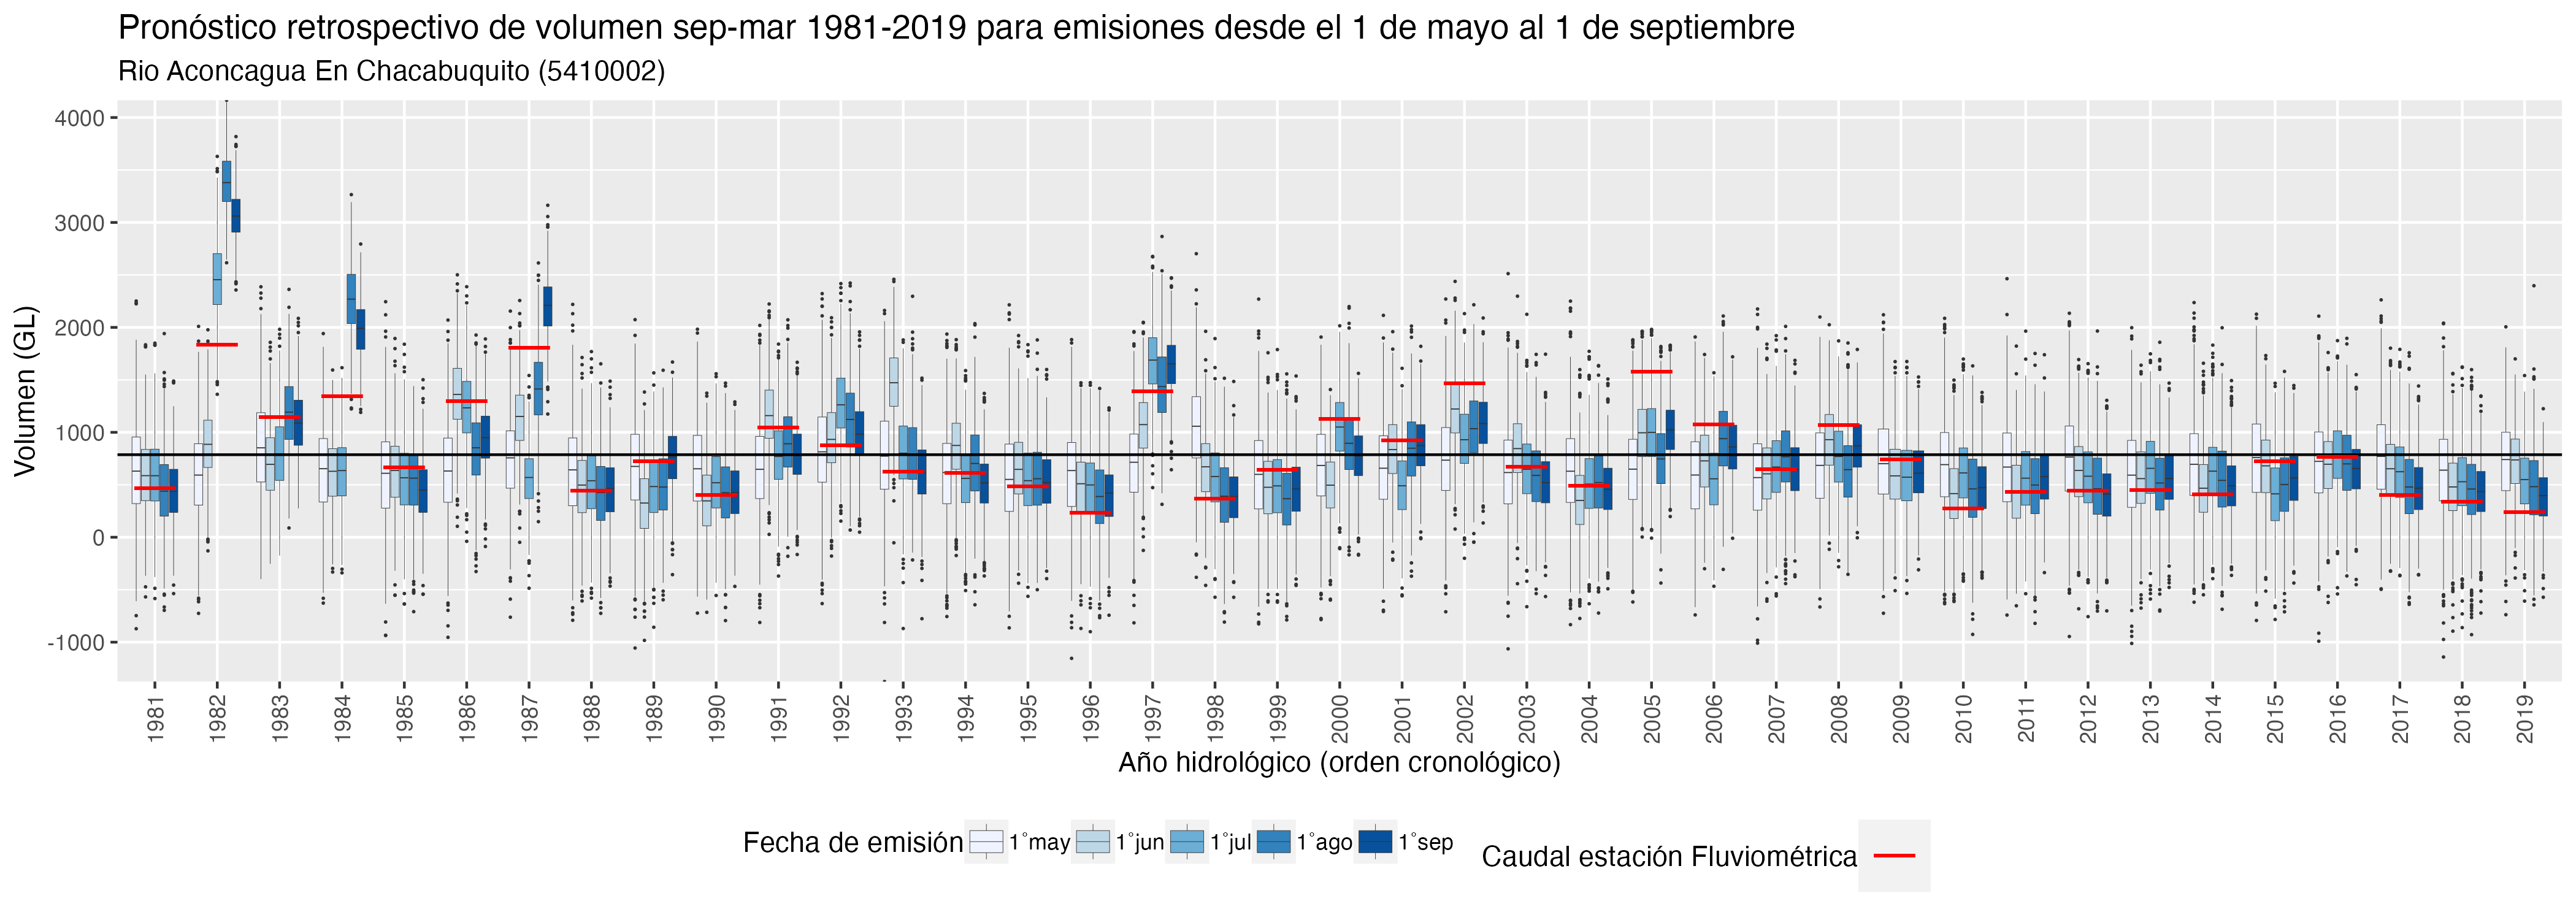 Pronóstico retrospectivo de volumen sep-mar 1981-2019 para emisiones desde el 1 de mayo al 1 de septiembre
Rio Aconcagua En Chacabuquito (5410002)
Volumen (GL)
4000
3000
2000
1000
0
-1000
1981 1982 1983 1984 1985 1986 1987 1988 1989 1990 1991 1992 1993 1994 1995 1996 1997 1998 1999 2000 2001 2002 2003 2004 2005 2006 2007 2008 2009 2010 2011 2012 2013 2014 2015 2016 2017 2018 2019
Año hidrológico (orden cronológico)
Fecha de emisión 1°may 1°jun 1°jul 1°ago 1°sep
Caudal estación Fluviométrica